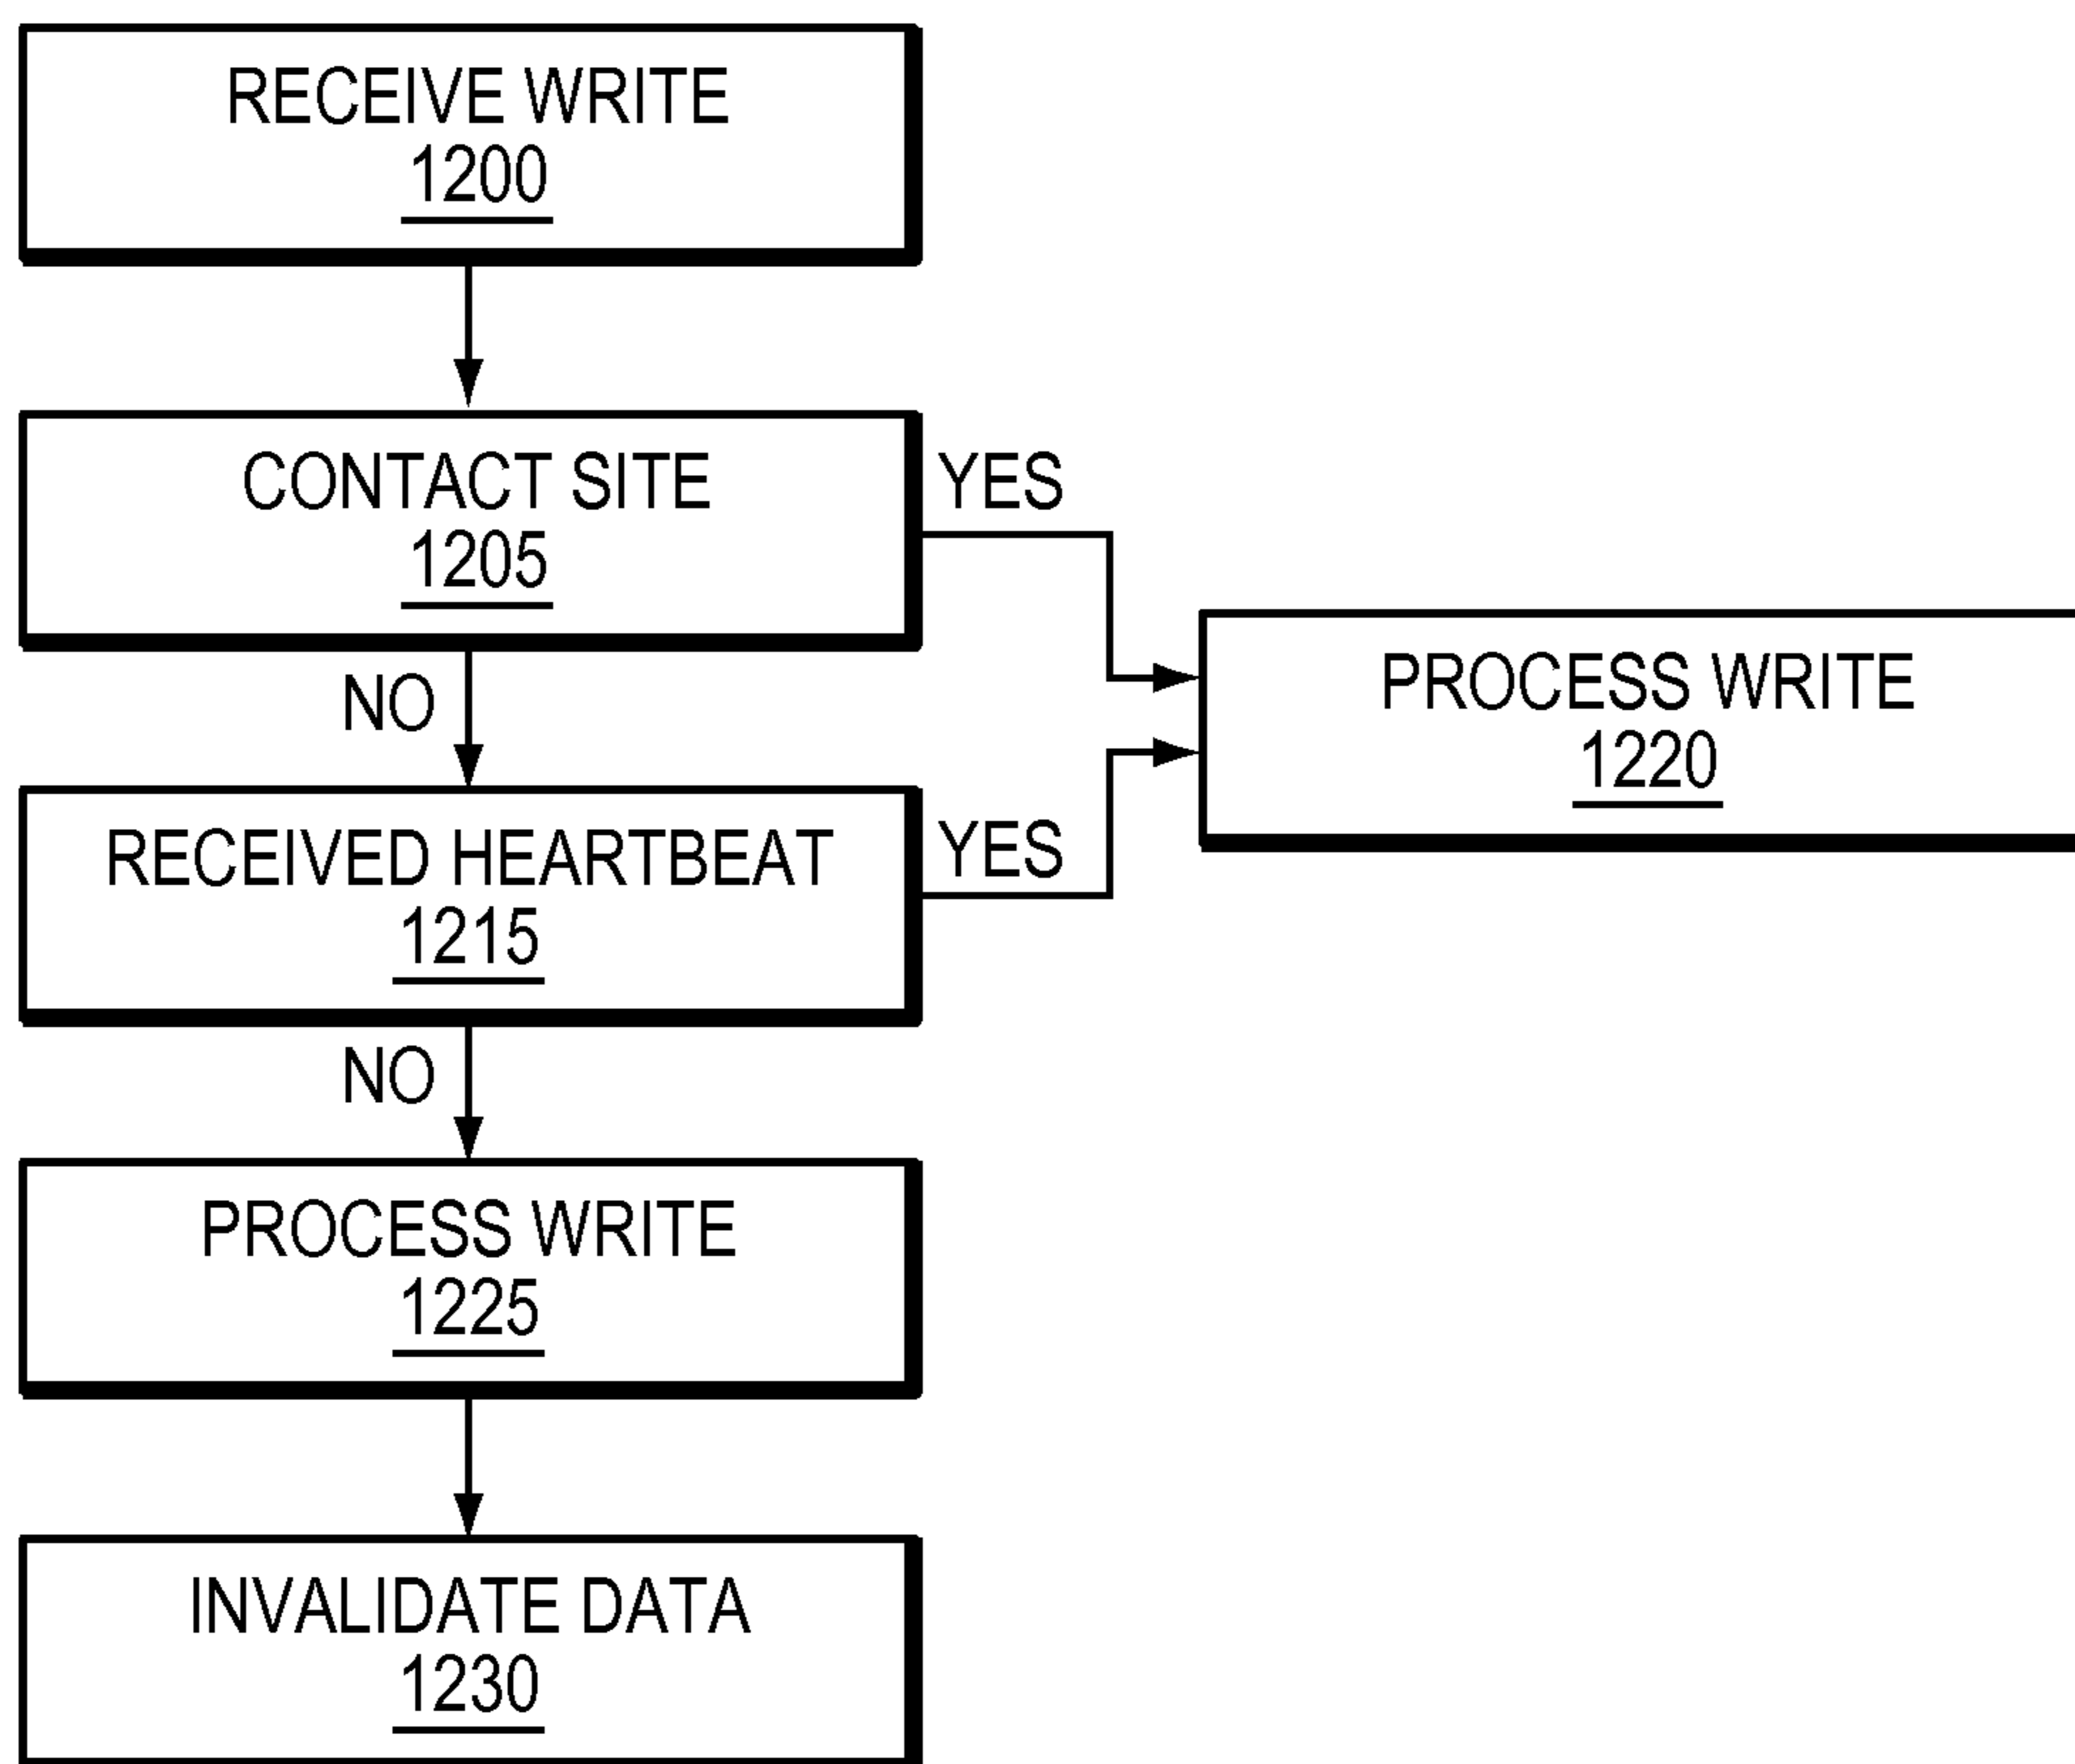 RECEIVE WRITE
1200
CONTACT SITE
1205
YES
NO
PROCESS WRITE
1220
RECEIVED HEARTBEAT
1215
YES
NO
PROCESS WRITE
1225
INVALIDATE DATA
1230